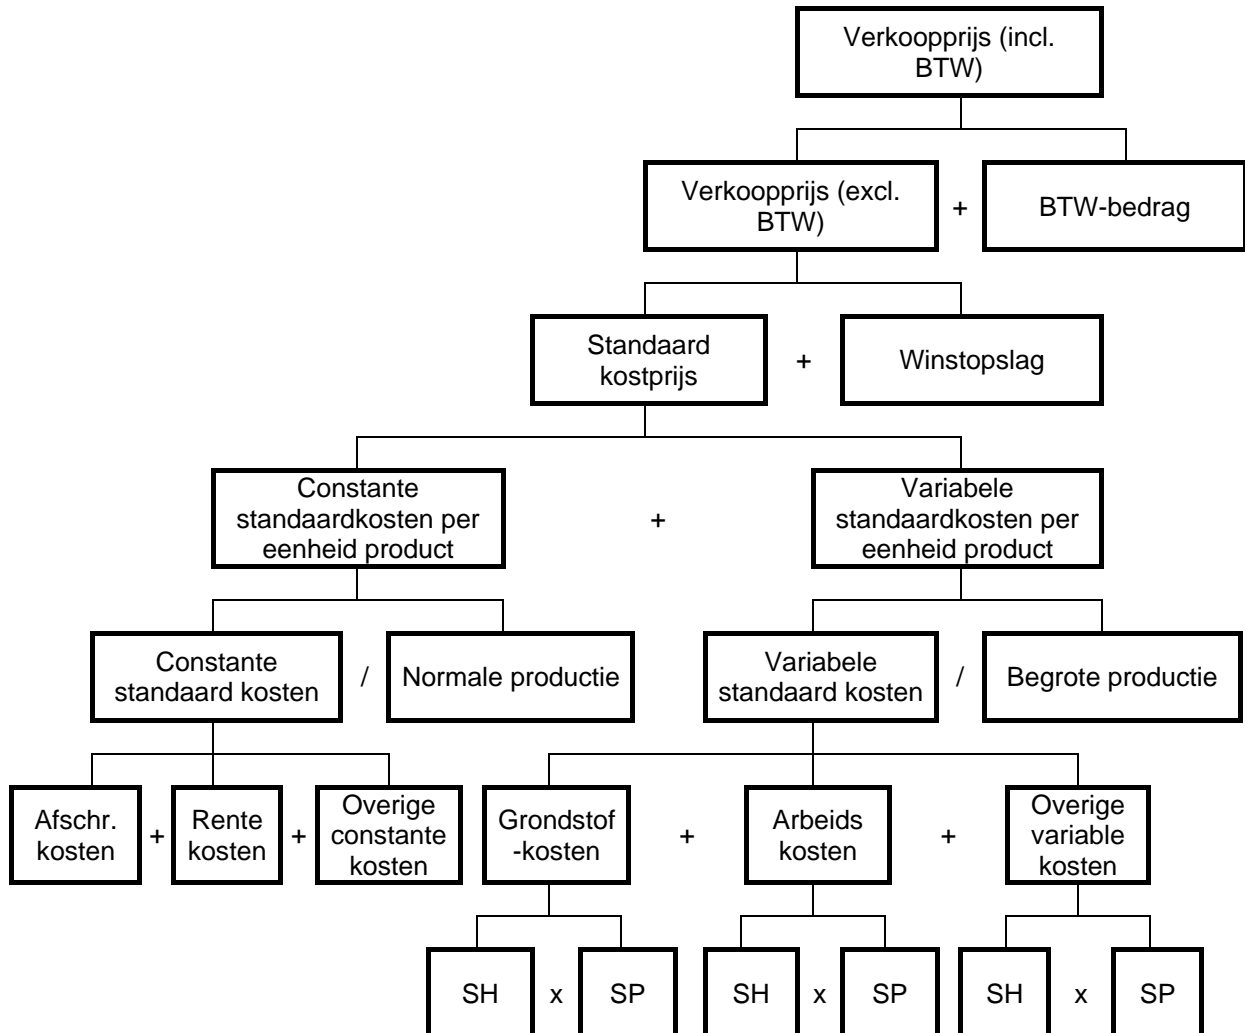 Verkoopprijs (incl.
BTW)
Verkoopprijs (excl.
BTW)
+
BTW-bedrag
Standaard
kostprijs
+
Winstopslag
Constante
standaardkosten per
eenheid product
+
Variabele
standaardkosten per
eenheid product
Constante
standaard kosten
/
Normale productie
Variabele
standaard kosten
/
Begrote productie
Afschr.
kosten
+
Rente
kosten
+
Overige
constante
kosten
Grondstof
-kosten
+
Arbeids
kosten
+
Overige
variable
kosten
SH
x
SP
SH
x
SP
SH
x
SP